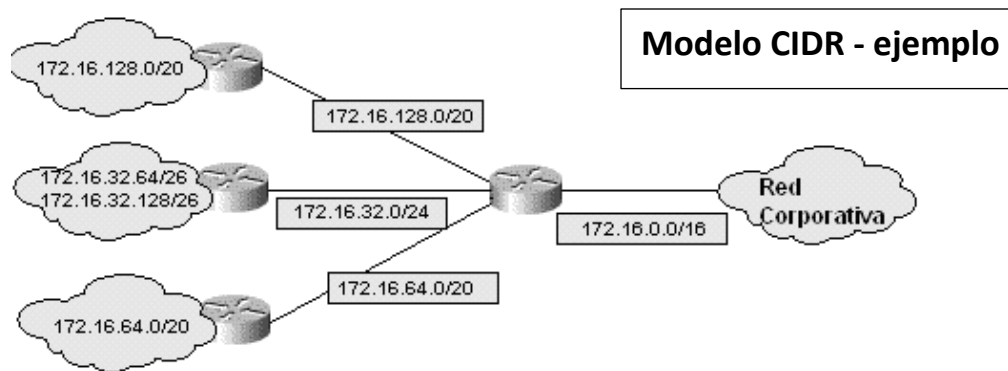 Modelo CIDR - ejemplo
172.16.128.0/20
172.16.128.0/20
172.16.32.64/26
172.16.32.128/26
172.16.32.0/24
172.16.64.0/20
172.16.64.0/20
172.16.0.0/16
Red
Corporativa